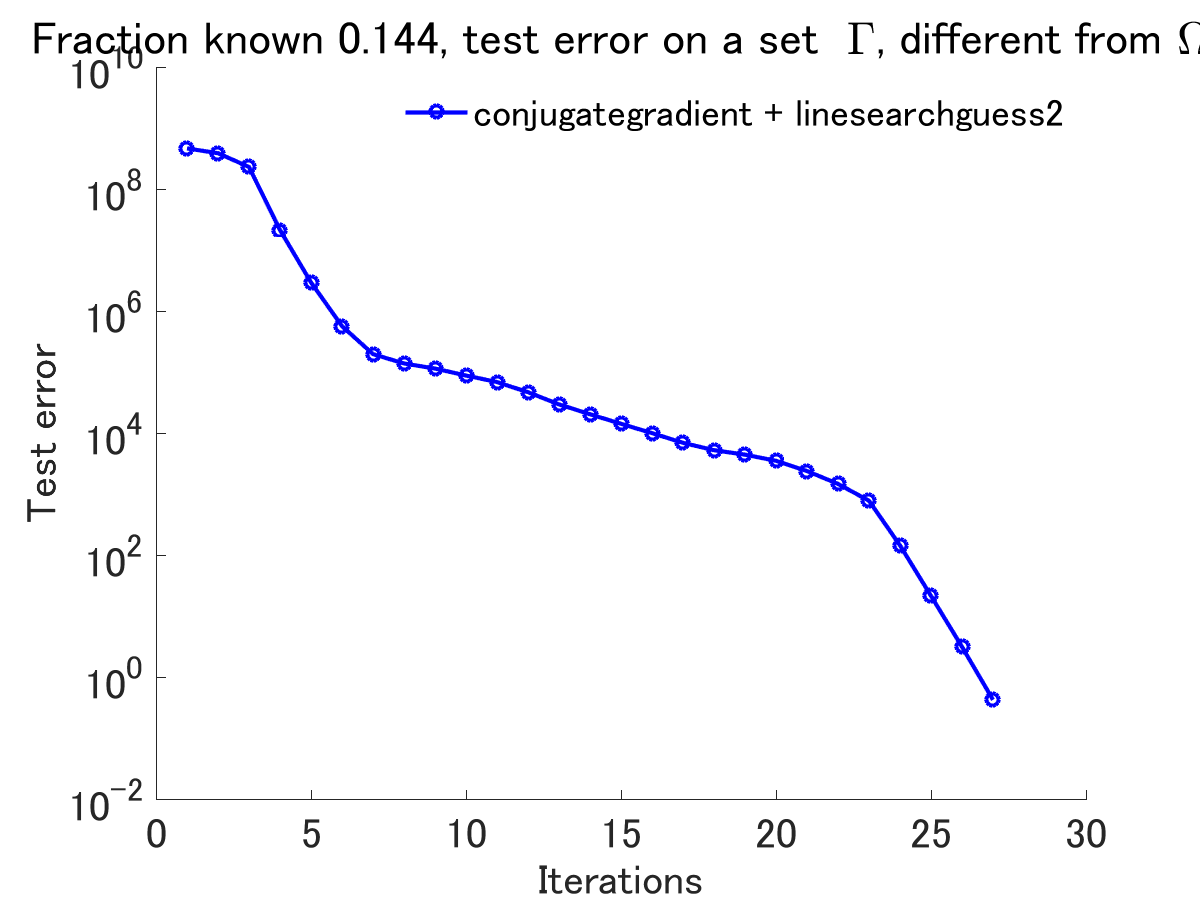 Fraction known 0.144, test error on a set Γ, different from Ω
10^10
conjugategradient + linesearchguess2
10^8
10^6
10^4
10^2
10^0
10^-2
Test error
0 5 10 15 20 25 30
Iterations